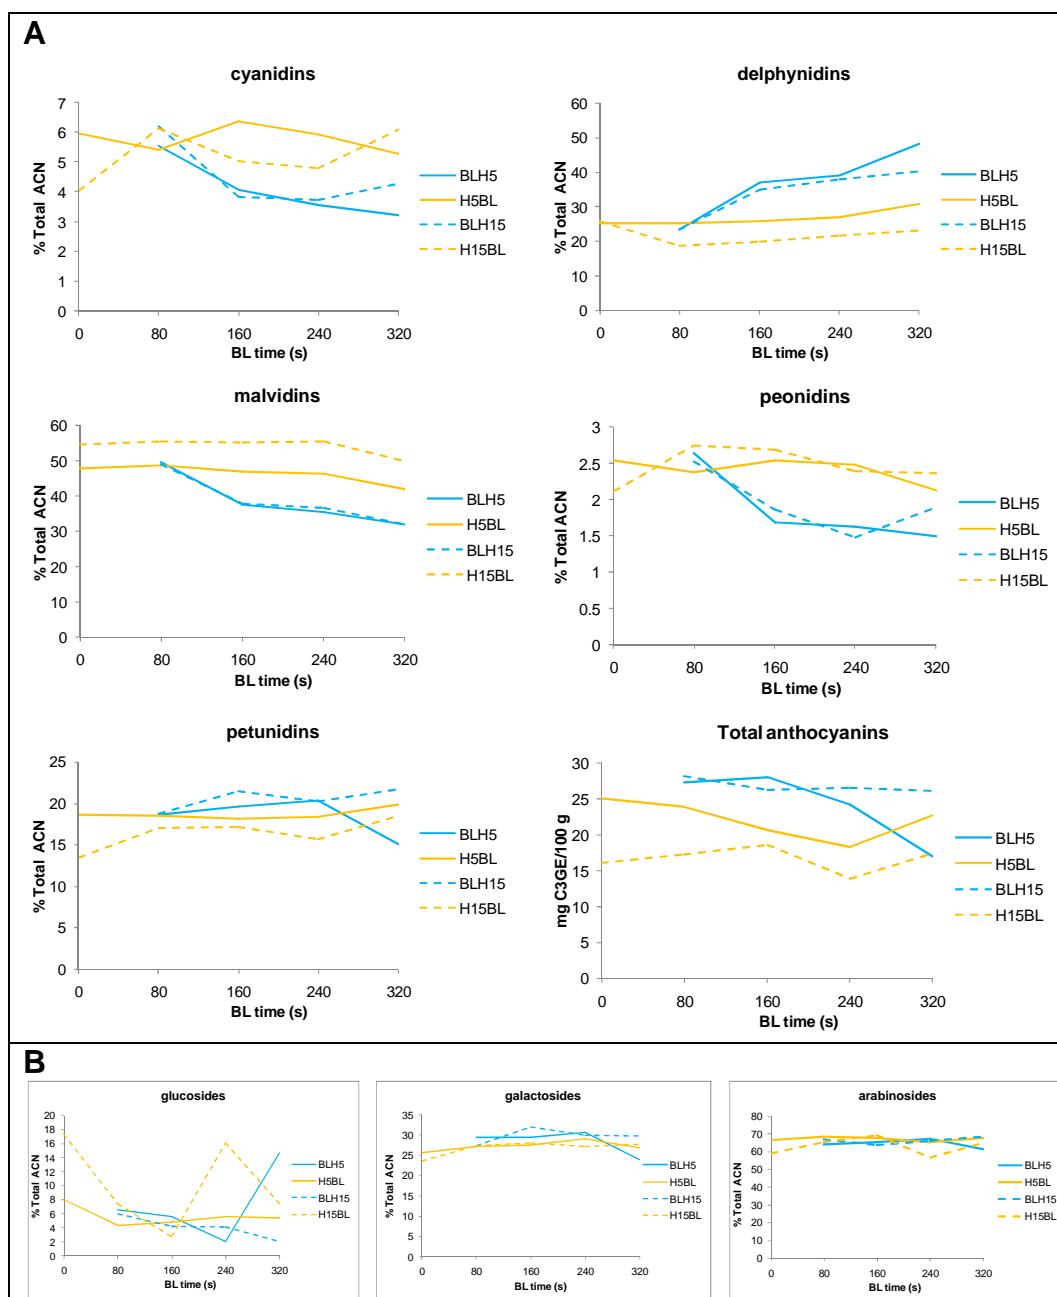 A
cyanidins
% Total ACN
7
6
5
4
3
2
1
0
0 80 160 240 320
BL time (s)
BLH5
H5BL
BLH15
H15BL
delphynidins
% Total ACN
60
50
40
30
20
10
0
0 80 160 240 320
BL time (s)
BLH5
H5BL
BLH15
H15BL
malvidins
% Total ACN
60
50
40
30
20
10
0
0 80 160 240 320
BL time (s)
BLH5
H5BL
BLH15
H15BL
peonidins
% Total ACN
3
2.5
2
1.5
1
0.5
0
0 80 160 240 320
BL time (s)
BLH5
H5BL
BLH15
H15BL
petunidins
% Total ACN
25
20
15
10
5
0
0 80 160 240 320
BL time (s)
BLH5
H5BL
BLH15
H15BL
Total anthocyanins
mg C3GE/100 g
30
25
20
15
10
5
0
0 80 160 240 320
BL time (s)
BLH5
H5BL
BLH15
H15BL
B
glucosides
% Total ACN
20
18
16
14
12
10
8
6
4
2
0
0 80 160 240 320
BL time (s)
BLH5
H5BL
BLH15
H15BL
galactosides
% Total ACN
35
30
25
20
15
10
5
0
0 80 160 240 320
BL time (s)
BLH5
H5BL
BLH15
H15BL
arabinosides
% Total ACN
80
70
60
50
40
30
20
10
0
0 80 160 240 320
BL time (s)
BLH5
H5BL
BLH15
H15BL